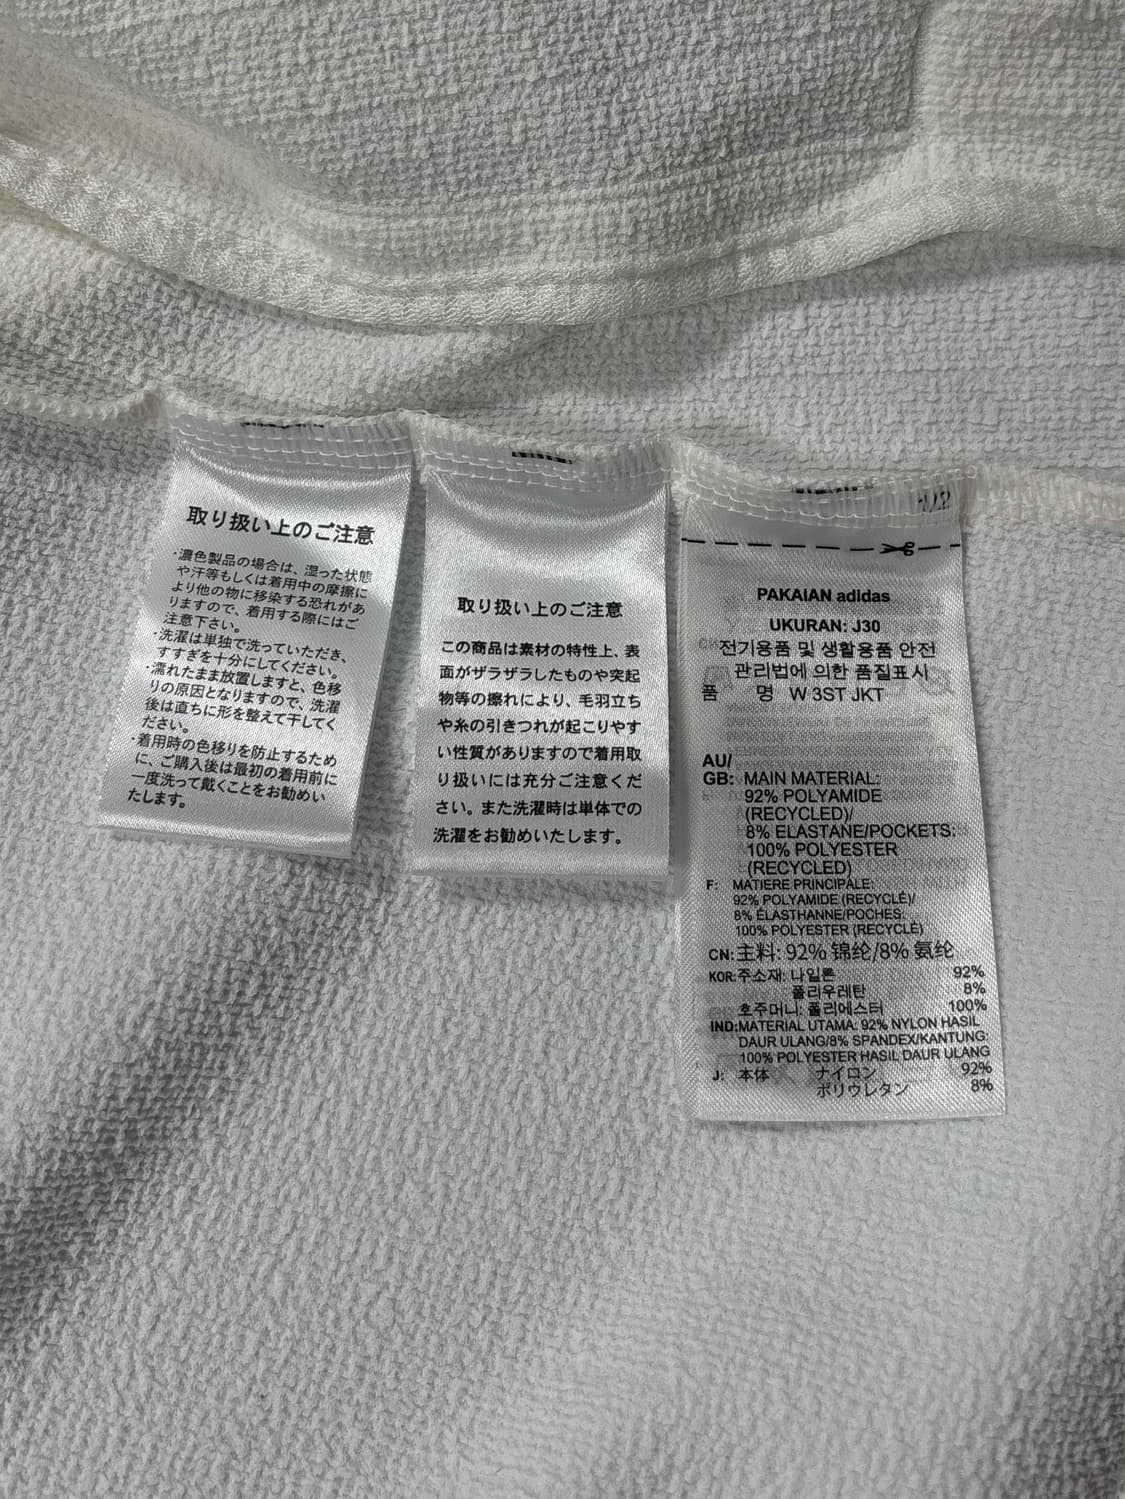 取り扱い上のご注意
・濃色製品の場合は、湿った状態
や汗等もしくは着用中の摩擦に
より他の物に移染する恐れがあ
りますので、着用する際にはご
注意下さい。
・洗濯は単独で洗っていただき、
すすぎを十分にしてください。
・濡れたまま放置しますと、色移
りの原因となりますので、洗濯
後は直ちに形を整えて干してく
ださい。
・着用時の色移りを防止するため
に、ご購入後は最初の着用前に
一度洗って戴くことをお勧めい
たします。
取り扱い上のご注意
この商品は素材の特性上、表
面がザラザラしたものや突起
物等の擦れにより、毛羽立ち
や糸の引きつれが起こりやす
い性質がありますので着用取
り扱いには充分ご注意くだ
さい。また洗濯時は単体での
洗濯をお勧めいたします。
PAKAIAN adidas
UKURAN: J30
전기용품 및 생활용품 안전
관리법에 의한 품질표시
품 명 W 3ST JKT
AU/
GB: MAIN MATERIAL:
92% POLYAMIDE
(RECYCLED)/
8% ELASTANE/POCKETS:
100% POLYESTER
(RECYCLED)
F: MATIERE PRINCIPALE:
92% POLYAMIDE (RECYCLÉ)/
8% ÉLASTHANNE/POCHES:
100% POLYESTER (RECYCLÉ)
CN: 主料: 92% 锦纶/8% 氨纶
KOR: 주소재: 나일론 92%
폴리우레탄 8%
호주머니: 폴리에스터 100%
IND: MATERIAL UTAMA: 92% NYLON HASIL
DAUR ULANG/8% SPANDEX/KANTUNG:
100% POLYESTER HASIL DAUR ULANG
J: 本体 ナイロン 92%
ポリウレタン 8%